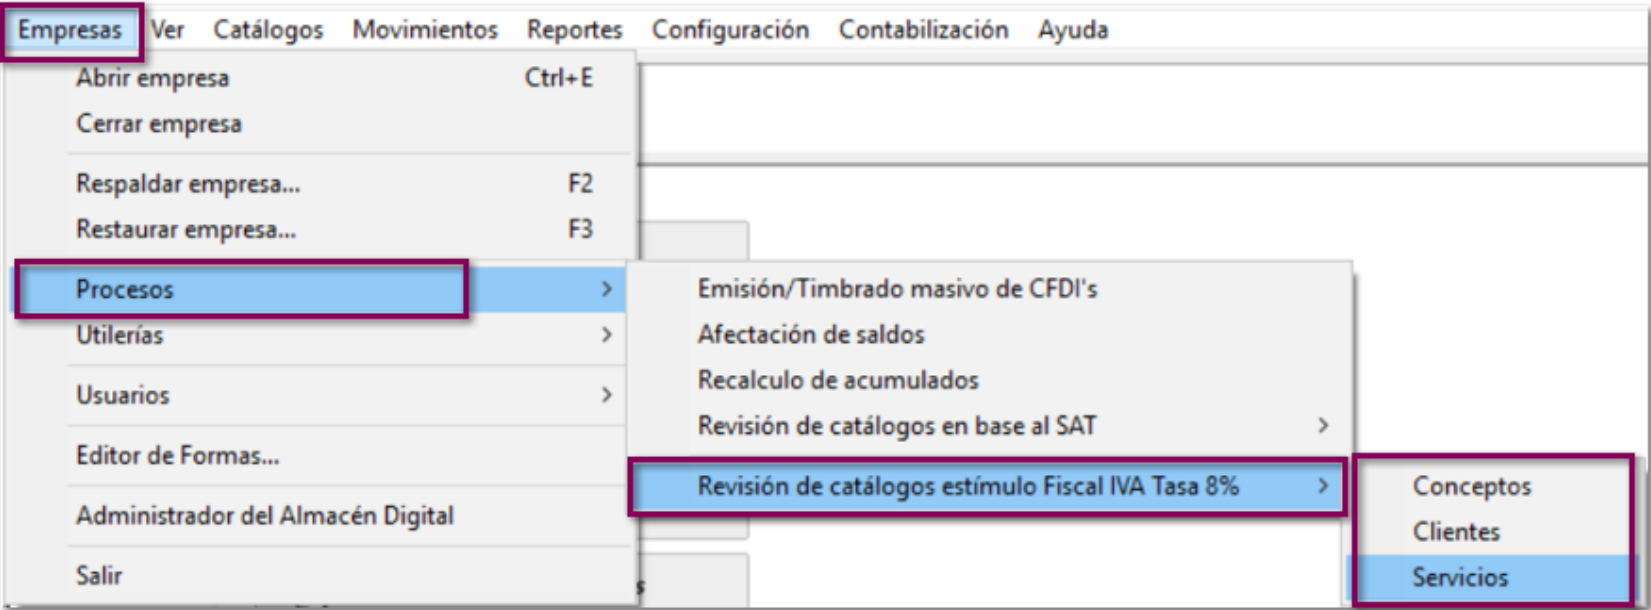 Empresas Ver Catálogos Movimientos Reportes Configuración Contabilización Ayuda
Abrir empresa Ctrl+E
Cerrar empresa
Respaldar empresa... F2
Restaurar empresa... F3
Procesos >
Utilerías >
Usuarios >
Editor de Formas...
Administrador del Almacén Digital
Salir
Emisión/Timbrado masivo de CFDI's
Afectación de saldos
Recalculo de acumulados
Revisión de catálogos en base al SAT >
Revisión de catálogos estímulo Fiscal IVA Tasa 8% >
Conceptos
Clientes
Servicios